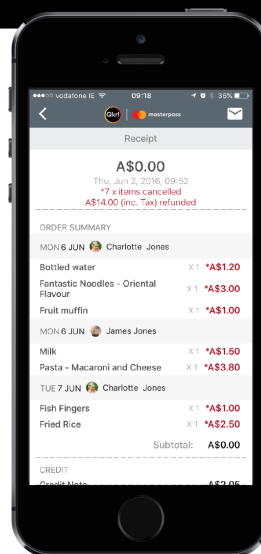 vodafone IE 09:18 36%
Qkr! masterpass
Receipt
A$0.00
Thu, Jun 2, 2016, 09:52
*7 x items cancelled
A$14.00 (inc. Tax) refunded
ORDER SUMMARY
MON 6 JUN Charlotte Jones
Bottled water X 1 *A$1.20
Fantastic Noodles - Oriental
Flavour X 1 *A$3.00
Fruit muffin X 1 *A$1.00
MON 6 JUN James Jones
Milk X 1 *A$1.50
Pasta - Macaroni and Cheese X 1 *A$3.80
TUE 7 JUN Charlotte Jones
Fish Fingers X 1 *A$1.00
Fried Rice X 1 *A$2.50
Subtotal: A$0.00
CREDIT
Credit Note A$2.05